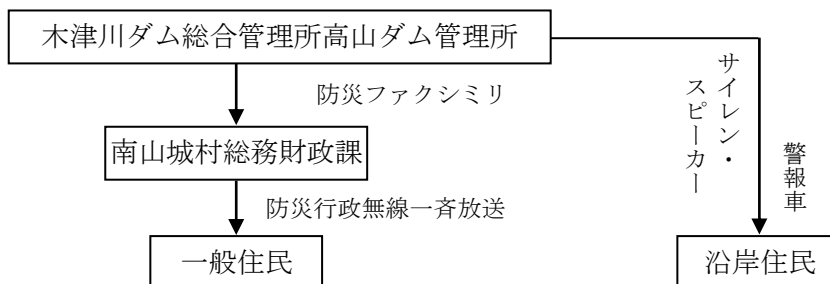 木津川ダム総合管理所高山ダム管理所
防災ファクシミリ
サイレン・
スピーカー
警報車
南山城村総務財政課
防災行政無線一斉放送
一般住民
沿岸住民